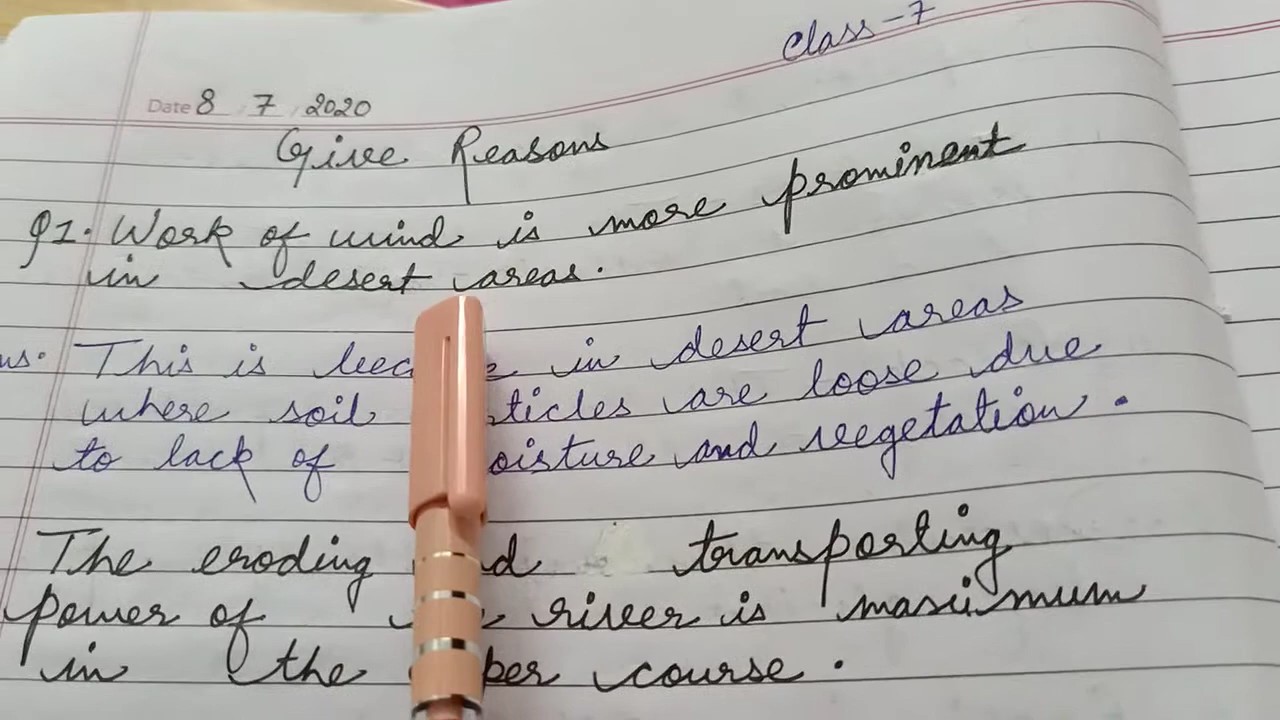 Class-7
Date 8 7 2020
Give Reasons
Q1. Work of wind is more prominent
in desert areas.
This is in desert areas
where soil are loose due
to lack of and vegetation.
The eroding transporting
power of river is maximum
in the course.